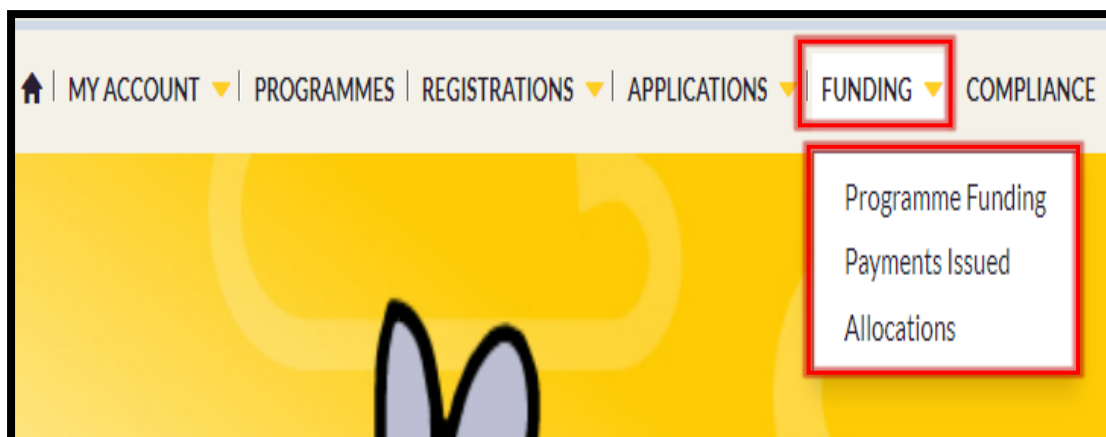 MY ACCOUNT PROGRAMMES REGISTRATIONS APPLICATIONS FUNDING COMPLIANCE
Programme Funding
Payments Issued
Allocations